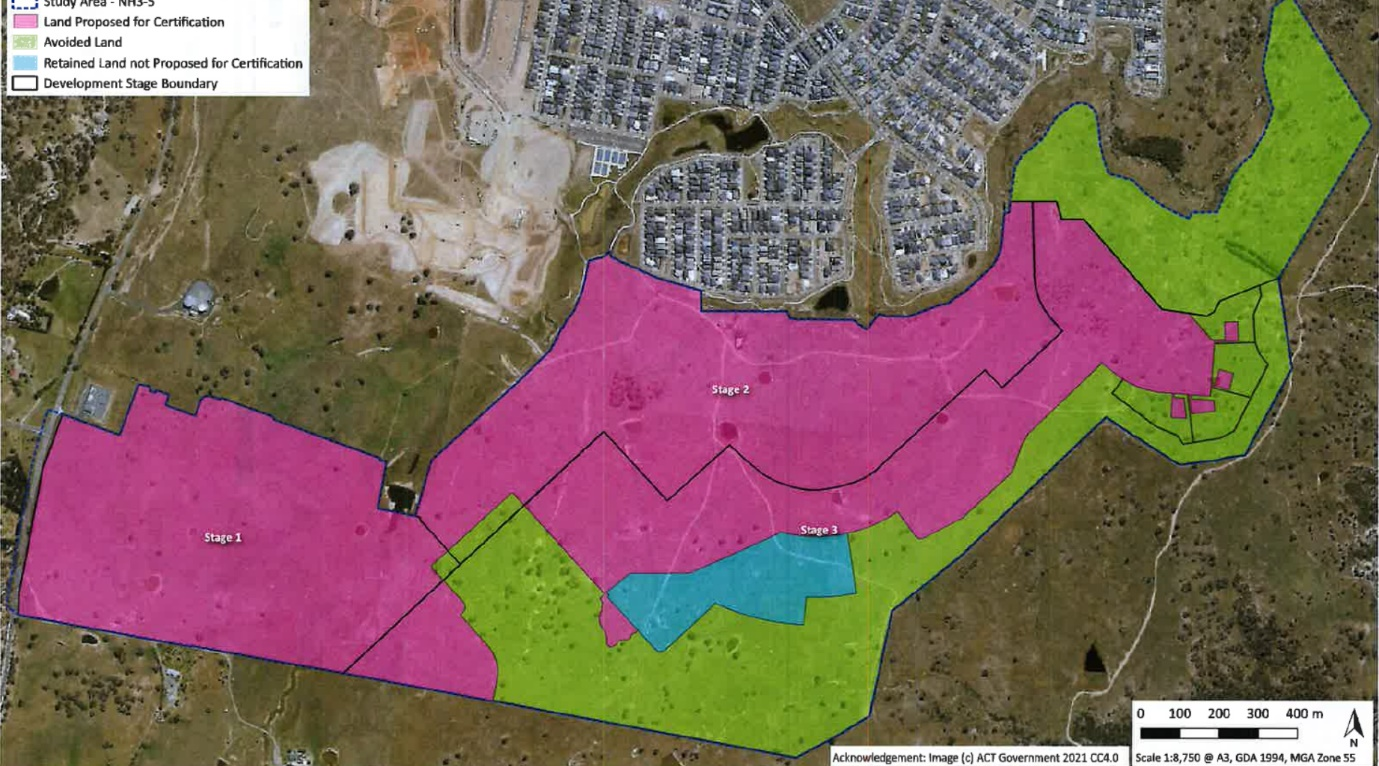 Study Area - NH3-5
Land Proposed for Certification
Avoided Land
Retained Land not Proposed for Certification
Development Stage Boundary
Stage 2
Stage 1
Stage 3
0 100 200 300 400 m
N
Acknowledgement: Image (c) ACT Government 2021 CC4.0
Scale 1:8,750 @ A3, GDA 1994, MGA Zone 55